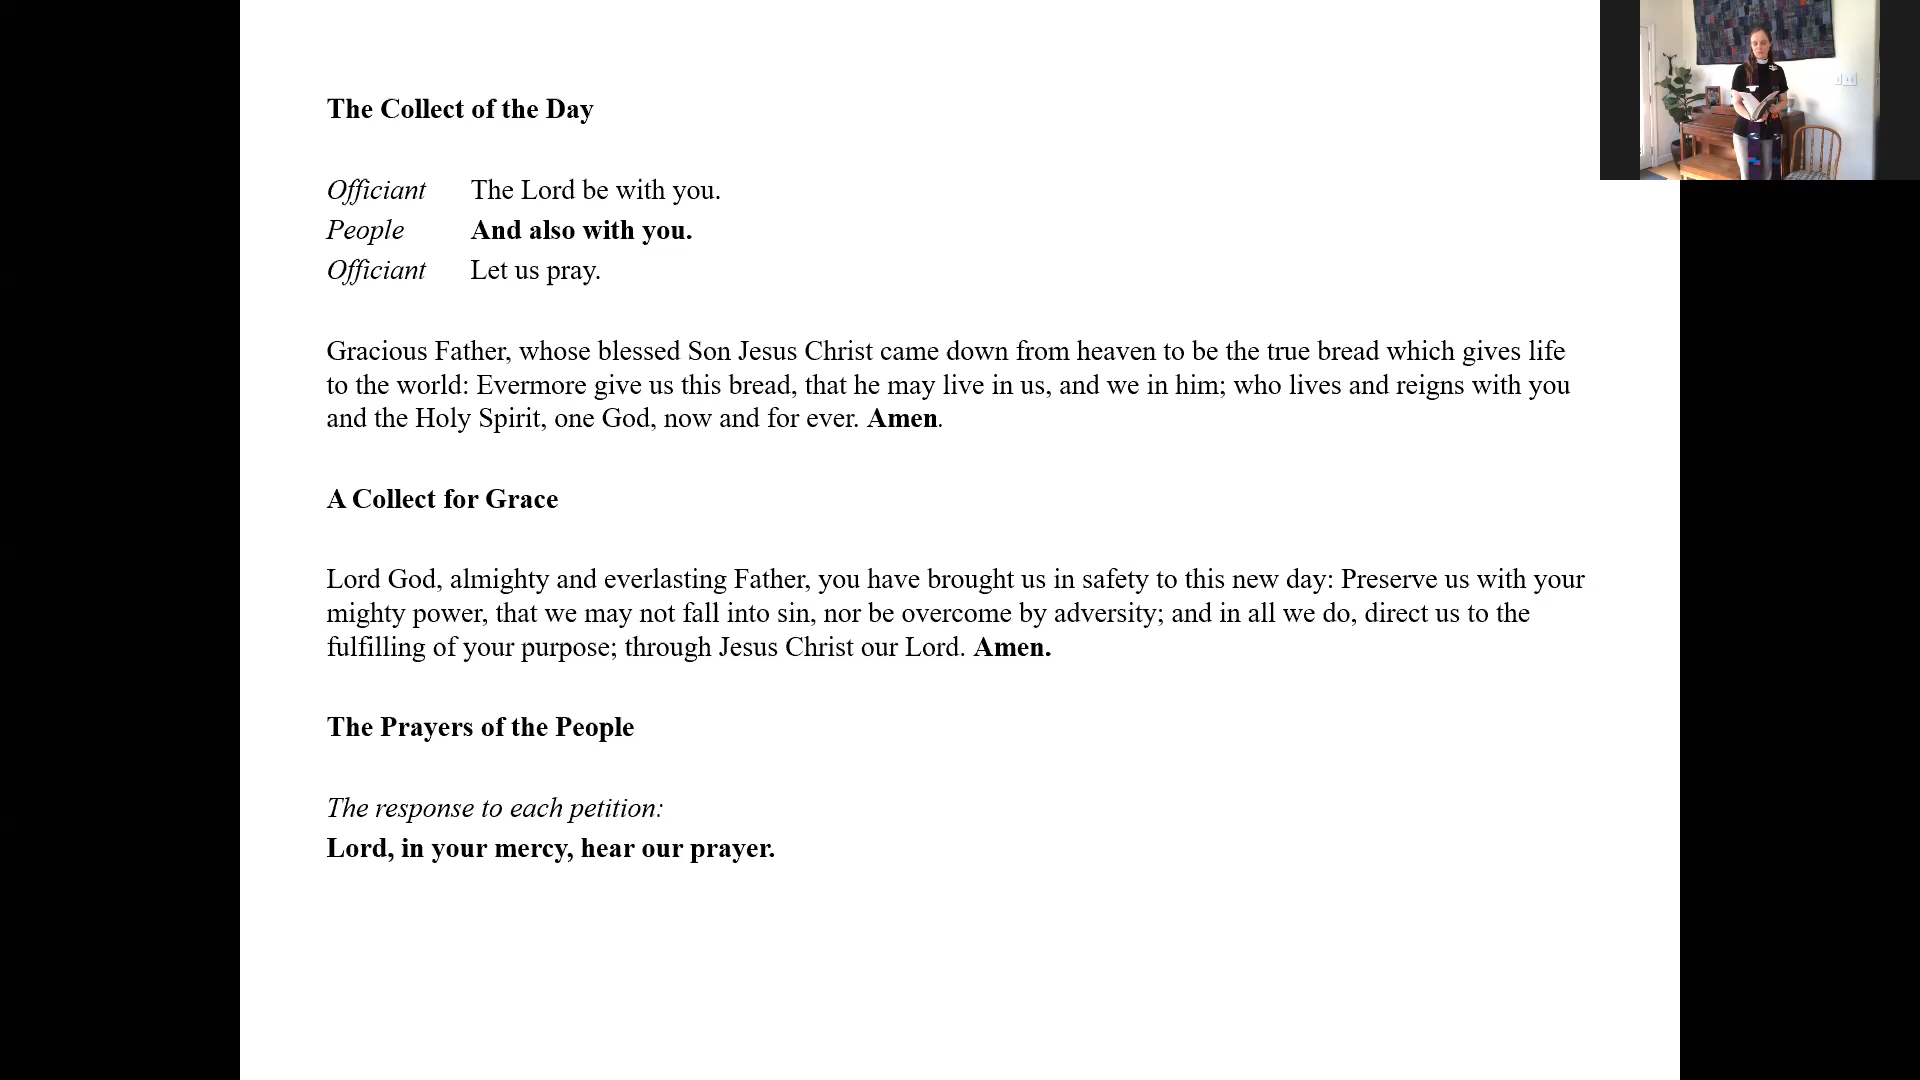 The Collect of the Day
Officiant The Lord be with you.
People And also with you.
Officiant Let us pray.
Gracious Father, whose blessed Son Jesus Christ came down from heaven to be the true bread which gives life
to the world: Evermore give us this bread, that he may live in us, and we in him; who lives and reigns with you
and the Holy Spirit, one God, now and for ever. Amen.
A Collect for Grace
Lord God, almighty and everlasting Father, you have brought us in safety to this new day: Preserve us with your
mighty power, that we may not fall into sin, nor be overcome by adversity; and in all we do, direct us to the
fulfilling of your purpose; through Jesus Christ our Lord. Amen.
The Prayers of the People
The response to each petition:
Lord, in your mercy, hear our prayer.